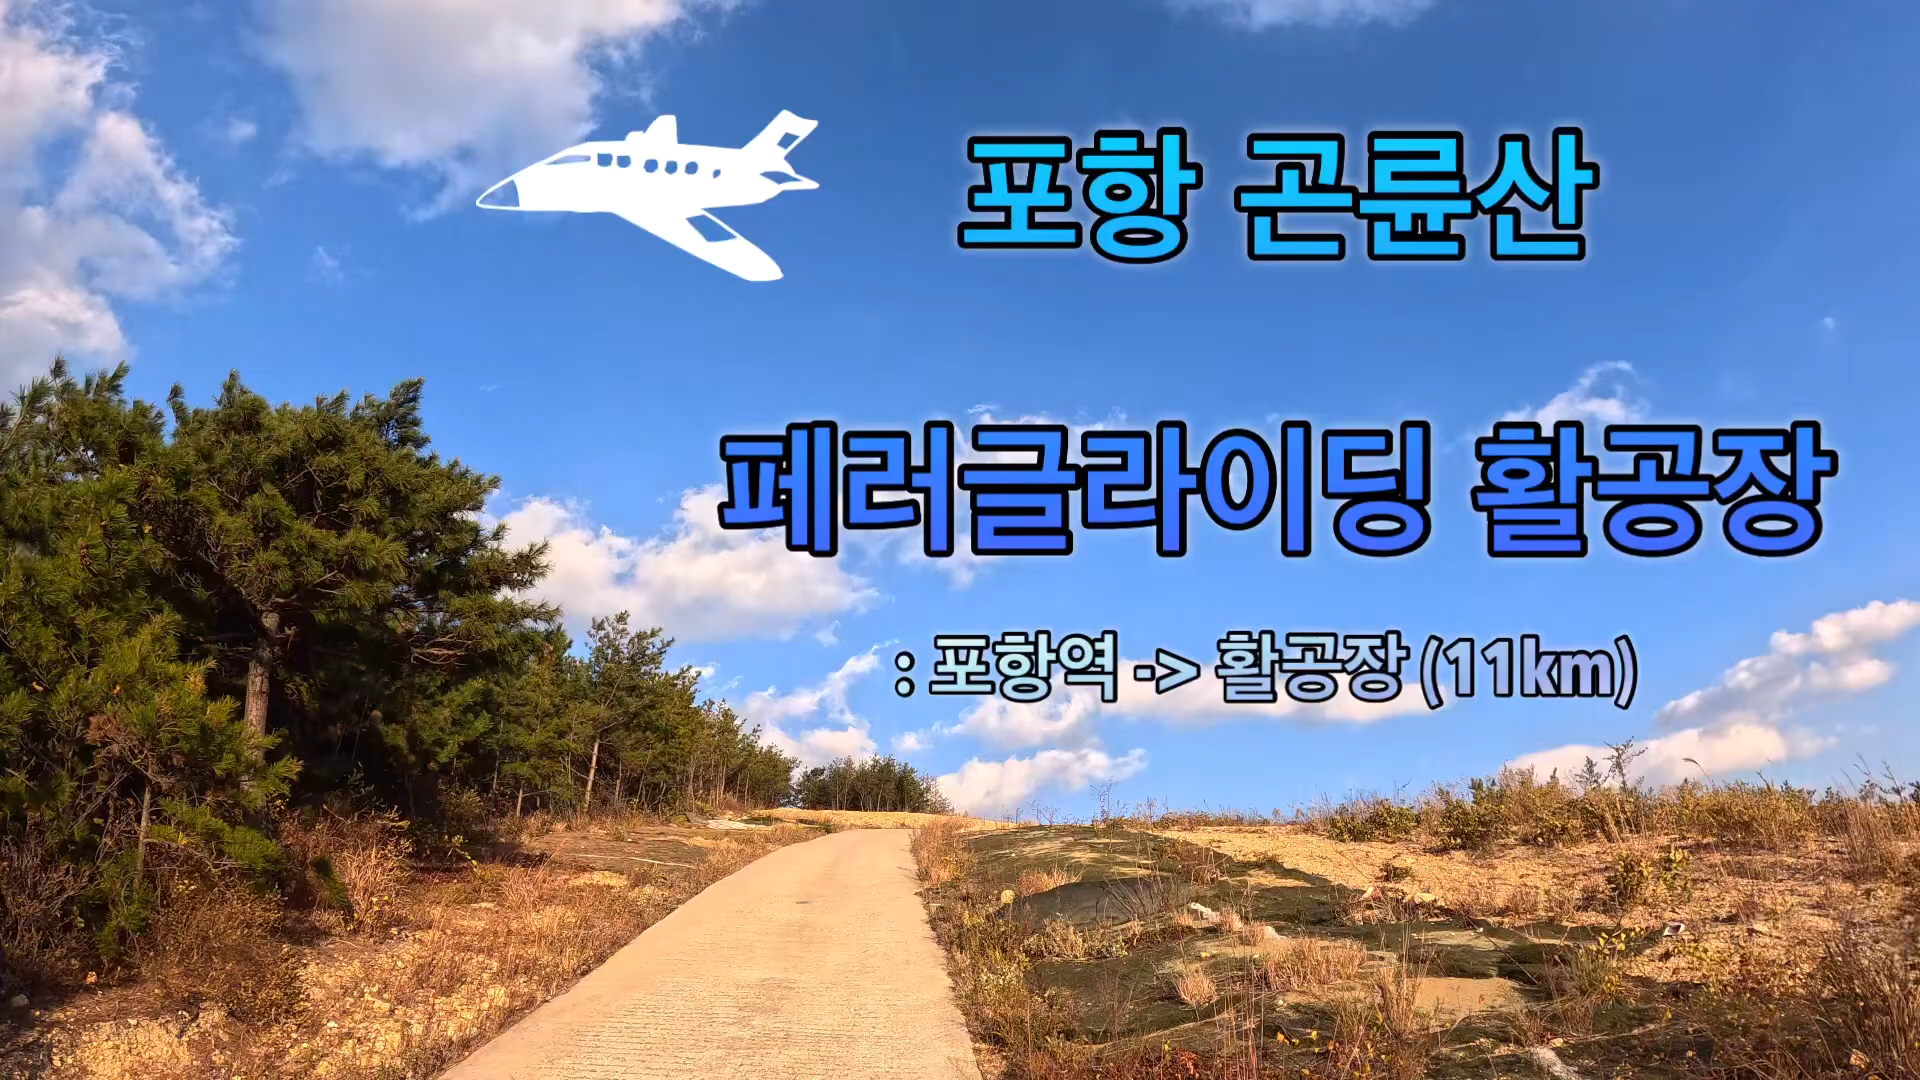 포항 곤륜산
페러글라이딩 활공장
: 포항역 -> 활공장 (11km)